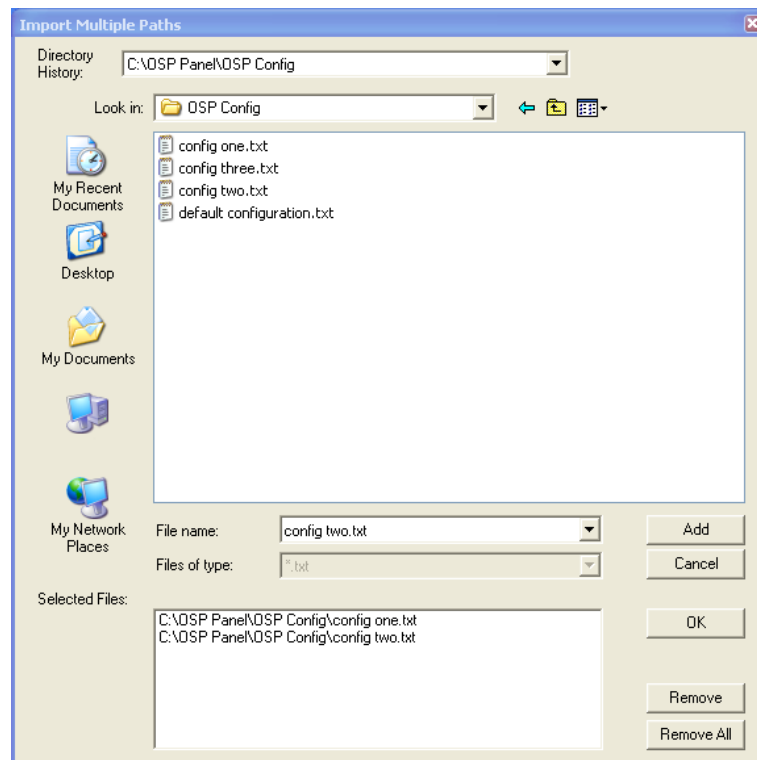 Import Multiple Paths
Directory
History:
C:\OSP Panel\OSP Config
Look in:
OSP Config
config one.txt
config three.txt
config two.txt
default configuration.txt
My Recent
Documents
Desktop
My Documents
My Network
Places
File name:
config two.txt
Add
Files of type:
*.txt
Cancel
Selected Files:
C:\OSP Panel\OSP Config\config one.txt
C:\OSP Panel\OSP Config\config two.txt
OK
Remove
Remove All